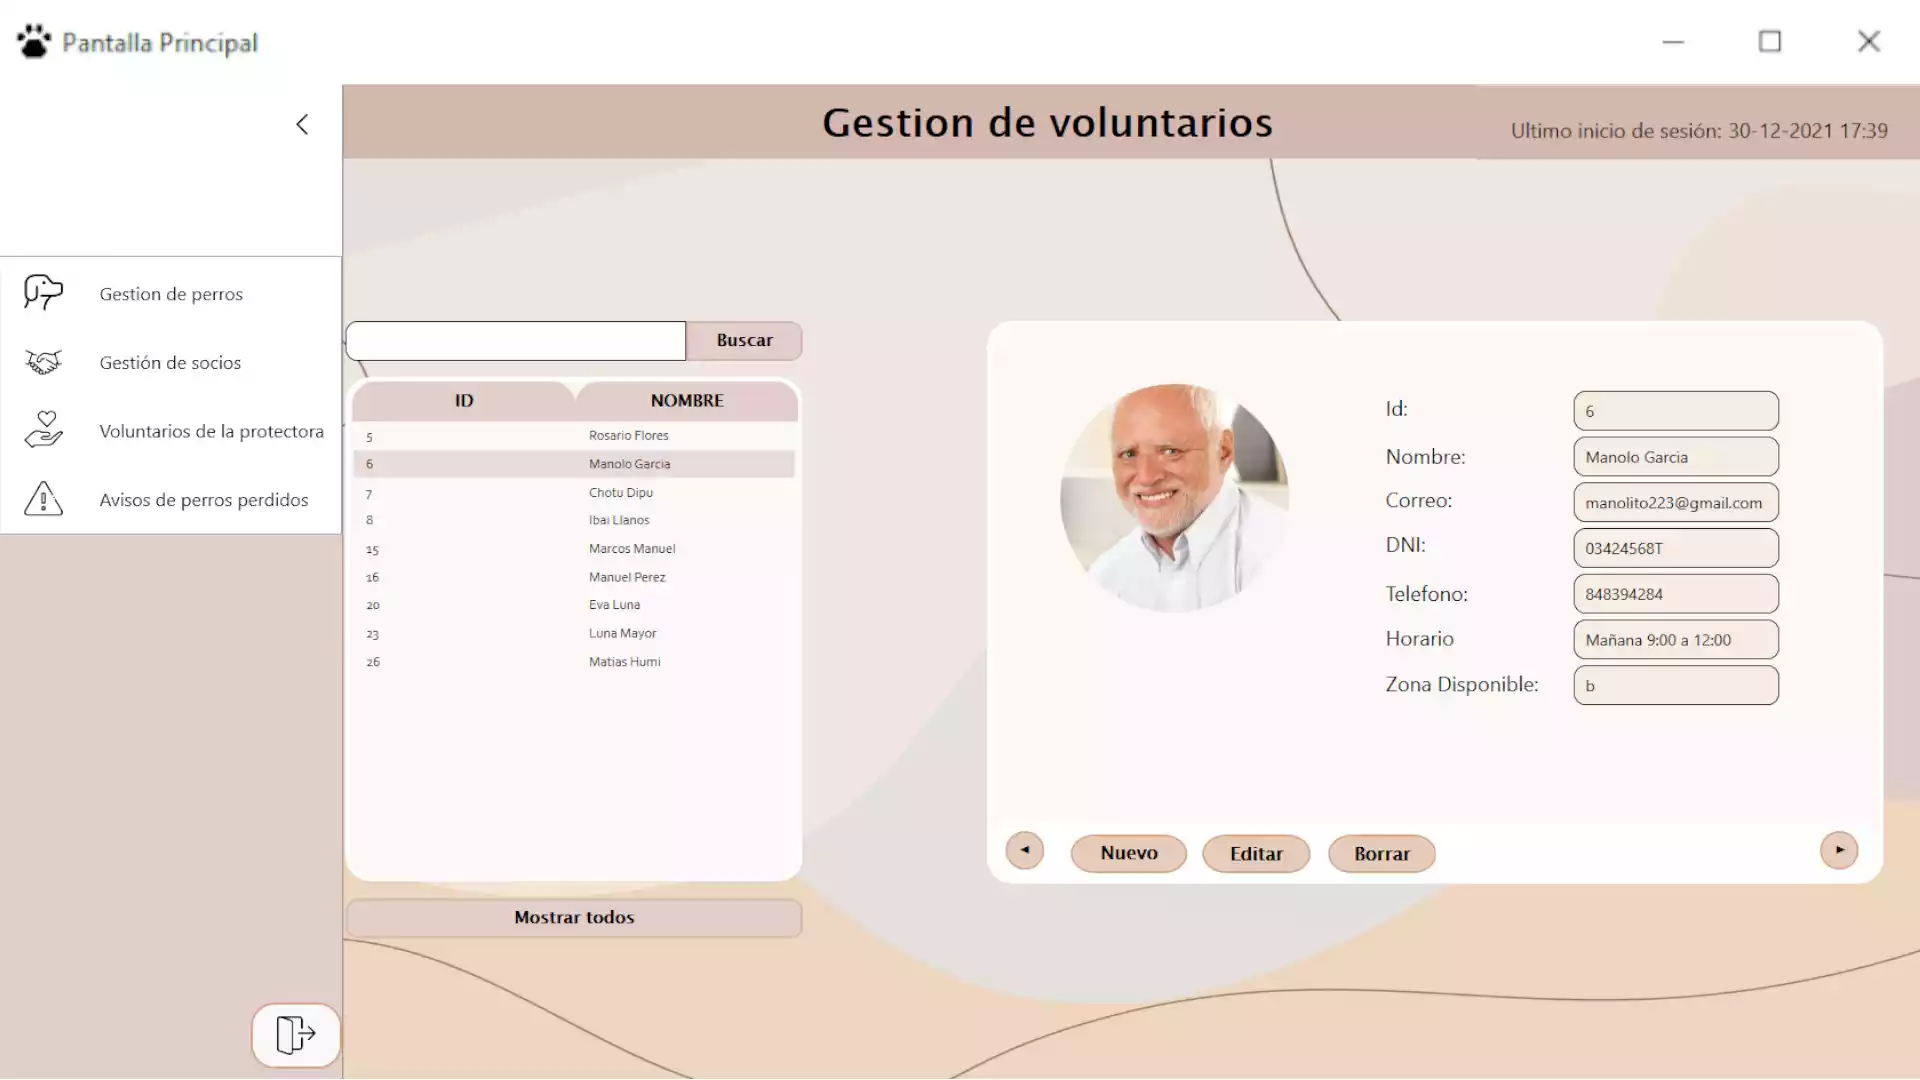 Pantalla Principal
Gestion de voluntarios
Ultimo inicio de sesión: 30-12-2021 17:39
Gestion de perros
Gestión de socios
Voluntarios de la protectora
Avisos de perros perdidos
Buscar
ID NOMBRE
5 Rosario Flores
6 Manolo Garcia
7 Chotu Dipu
8 Ibai Llanos
15 Marcos Manuel
16 Manuel Perez
20 Eva Luna
23 Luna Mayor
26 Matias Humi
Mostrar todos
Id: 6
Nombre: Manolo Garcia
Correo: manolito223@gmail.com
DNI: 03424568T
Telefono: 848394284
Horario Mañana 9:00 a 12:00
Zona Disponible: b
Nuevo Editar Borrar